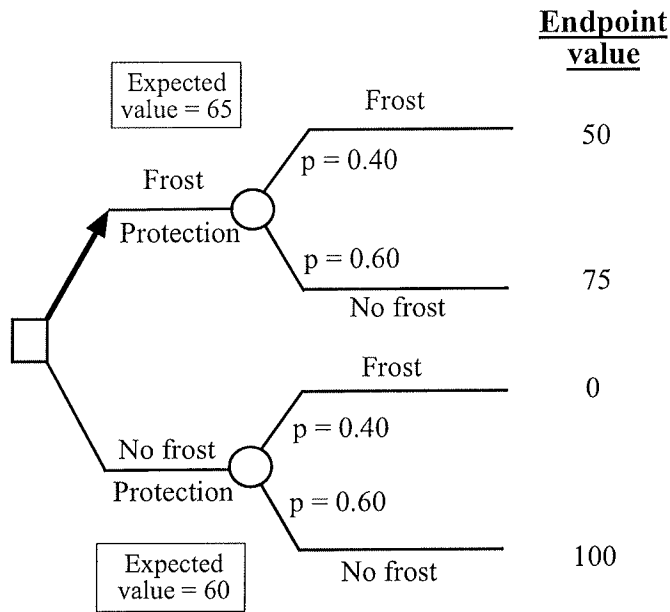 Endpoint
value
Expected
value = 65
Frost
50
p = 0.40
Frost
Protection
p = 0.60
75
No frost
Frost
0
p = 0.40
No frost
Protection
p = 0.60
Expected
value = 60
No frost
100